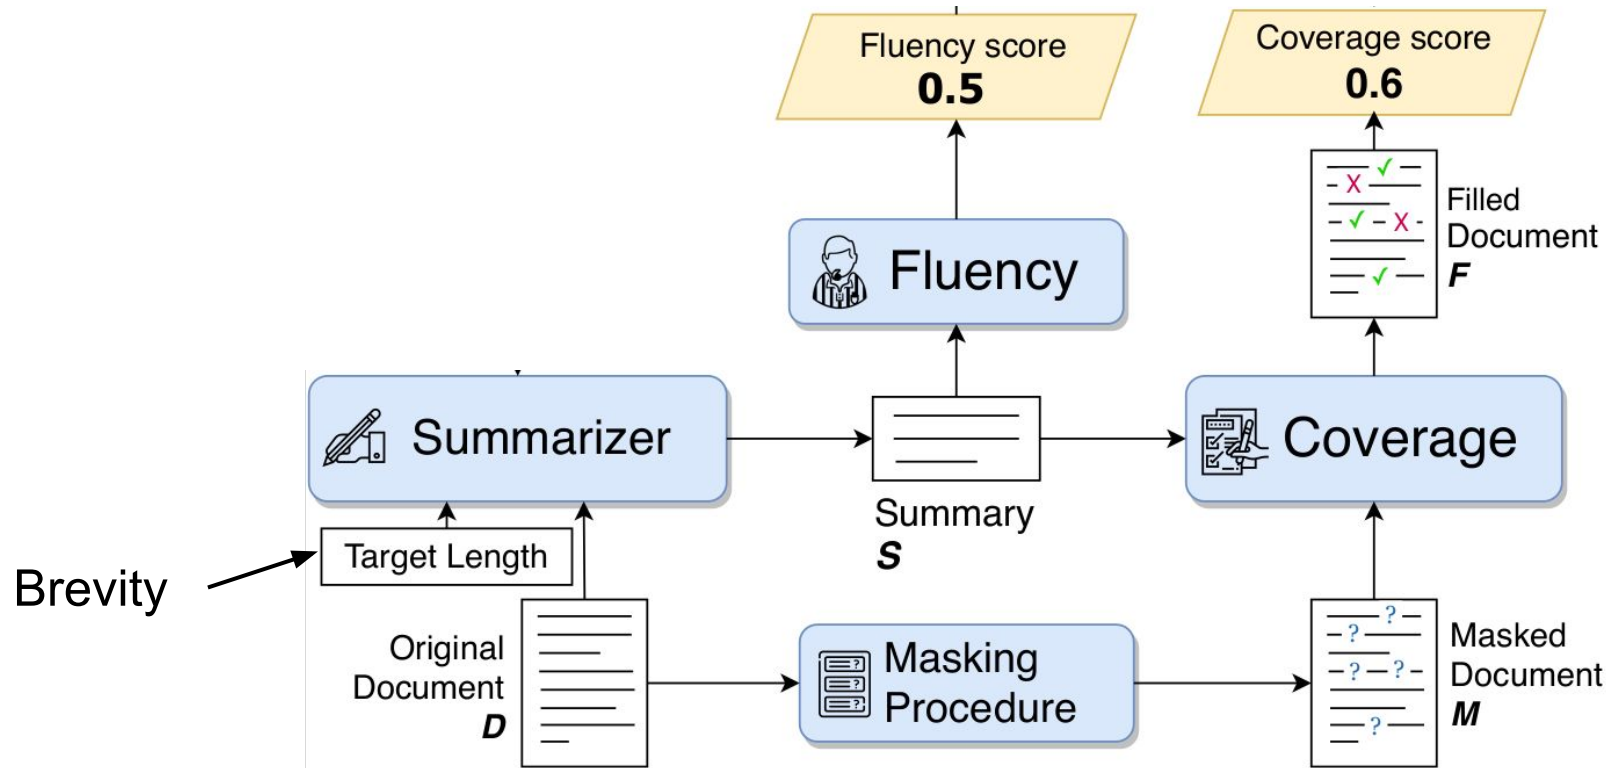 Fluency score
0.5
Coverage score
0.6
Filled
Document
F
Fluency
Summarizer
Coverage
Summary
S
Target Length
Brevity
Original
Document
D
Masking
Procedure
Masked
Document
M
X
X
?
?
?
?
?
?
?
?